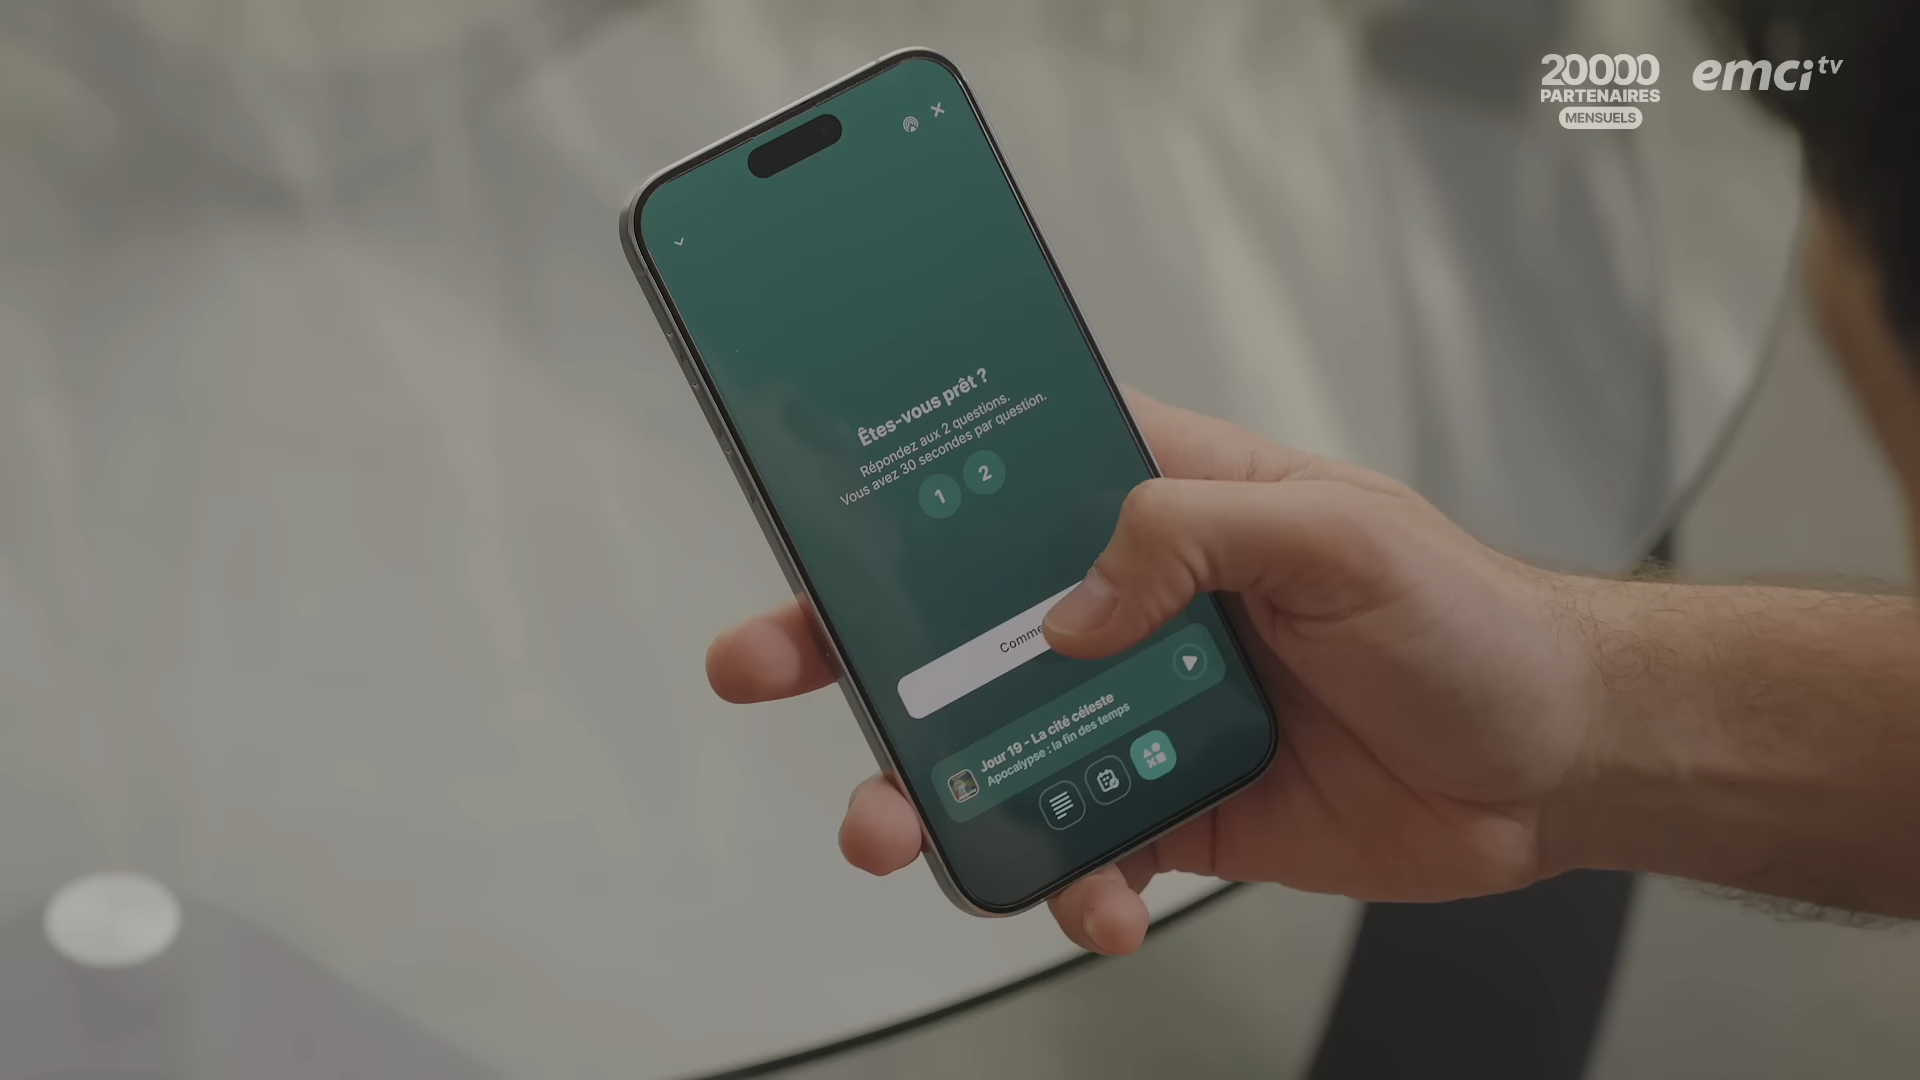 20000
PARTENAIRES
MENSUELS
emci tv
Êtes-vous prêt ?
Répondez aux 2 questions.
Vous avez 30 secondes par question.
1 2
Comme
Jour 19 - La cité céleste
Apocalypse : la fin des temps